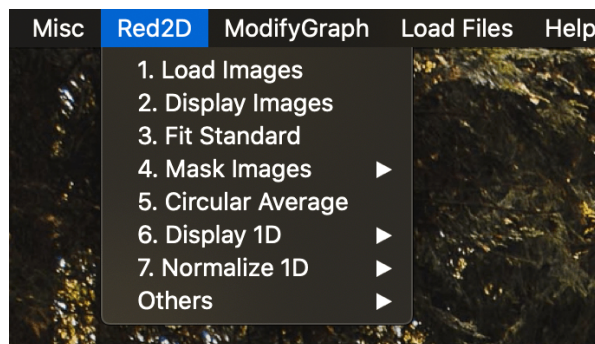 Misc Red2D ModifyGraph Load Files Help
1. Load Images
2. Display Images
3. Fit Standard
4. Mask Images ▶
5. Circular Average
6. Display 1D ▶
7. Normalize 1D ▶
Others ▶